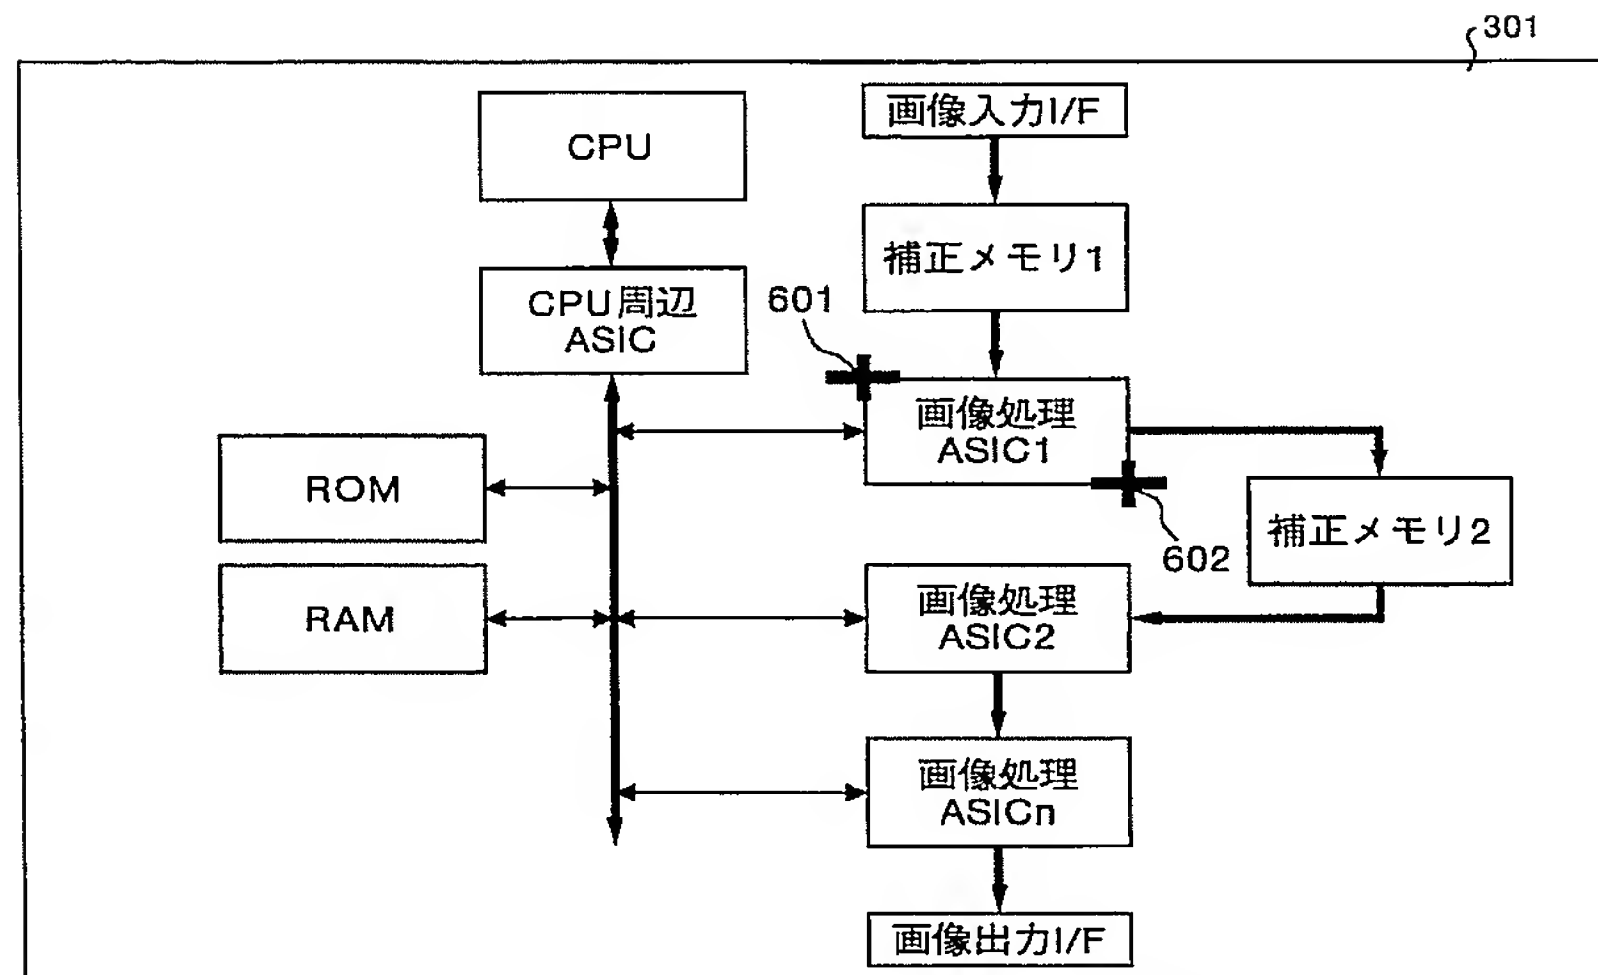 301
画像入力I/F
CPU
補正メモリ1
601
CPU周辺
ASIC
画像処理
ASIC1
ROM
補正メモリ2
602
RAM
画像処理
ASIC2
画像処理
ASICn
画像出力I/F